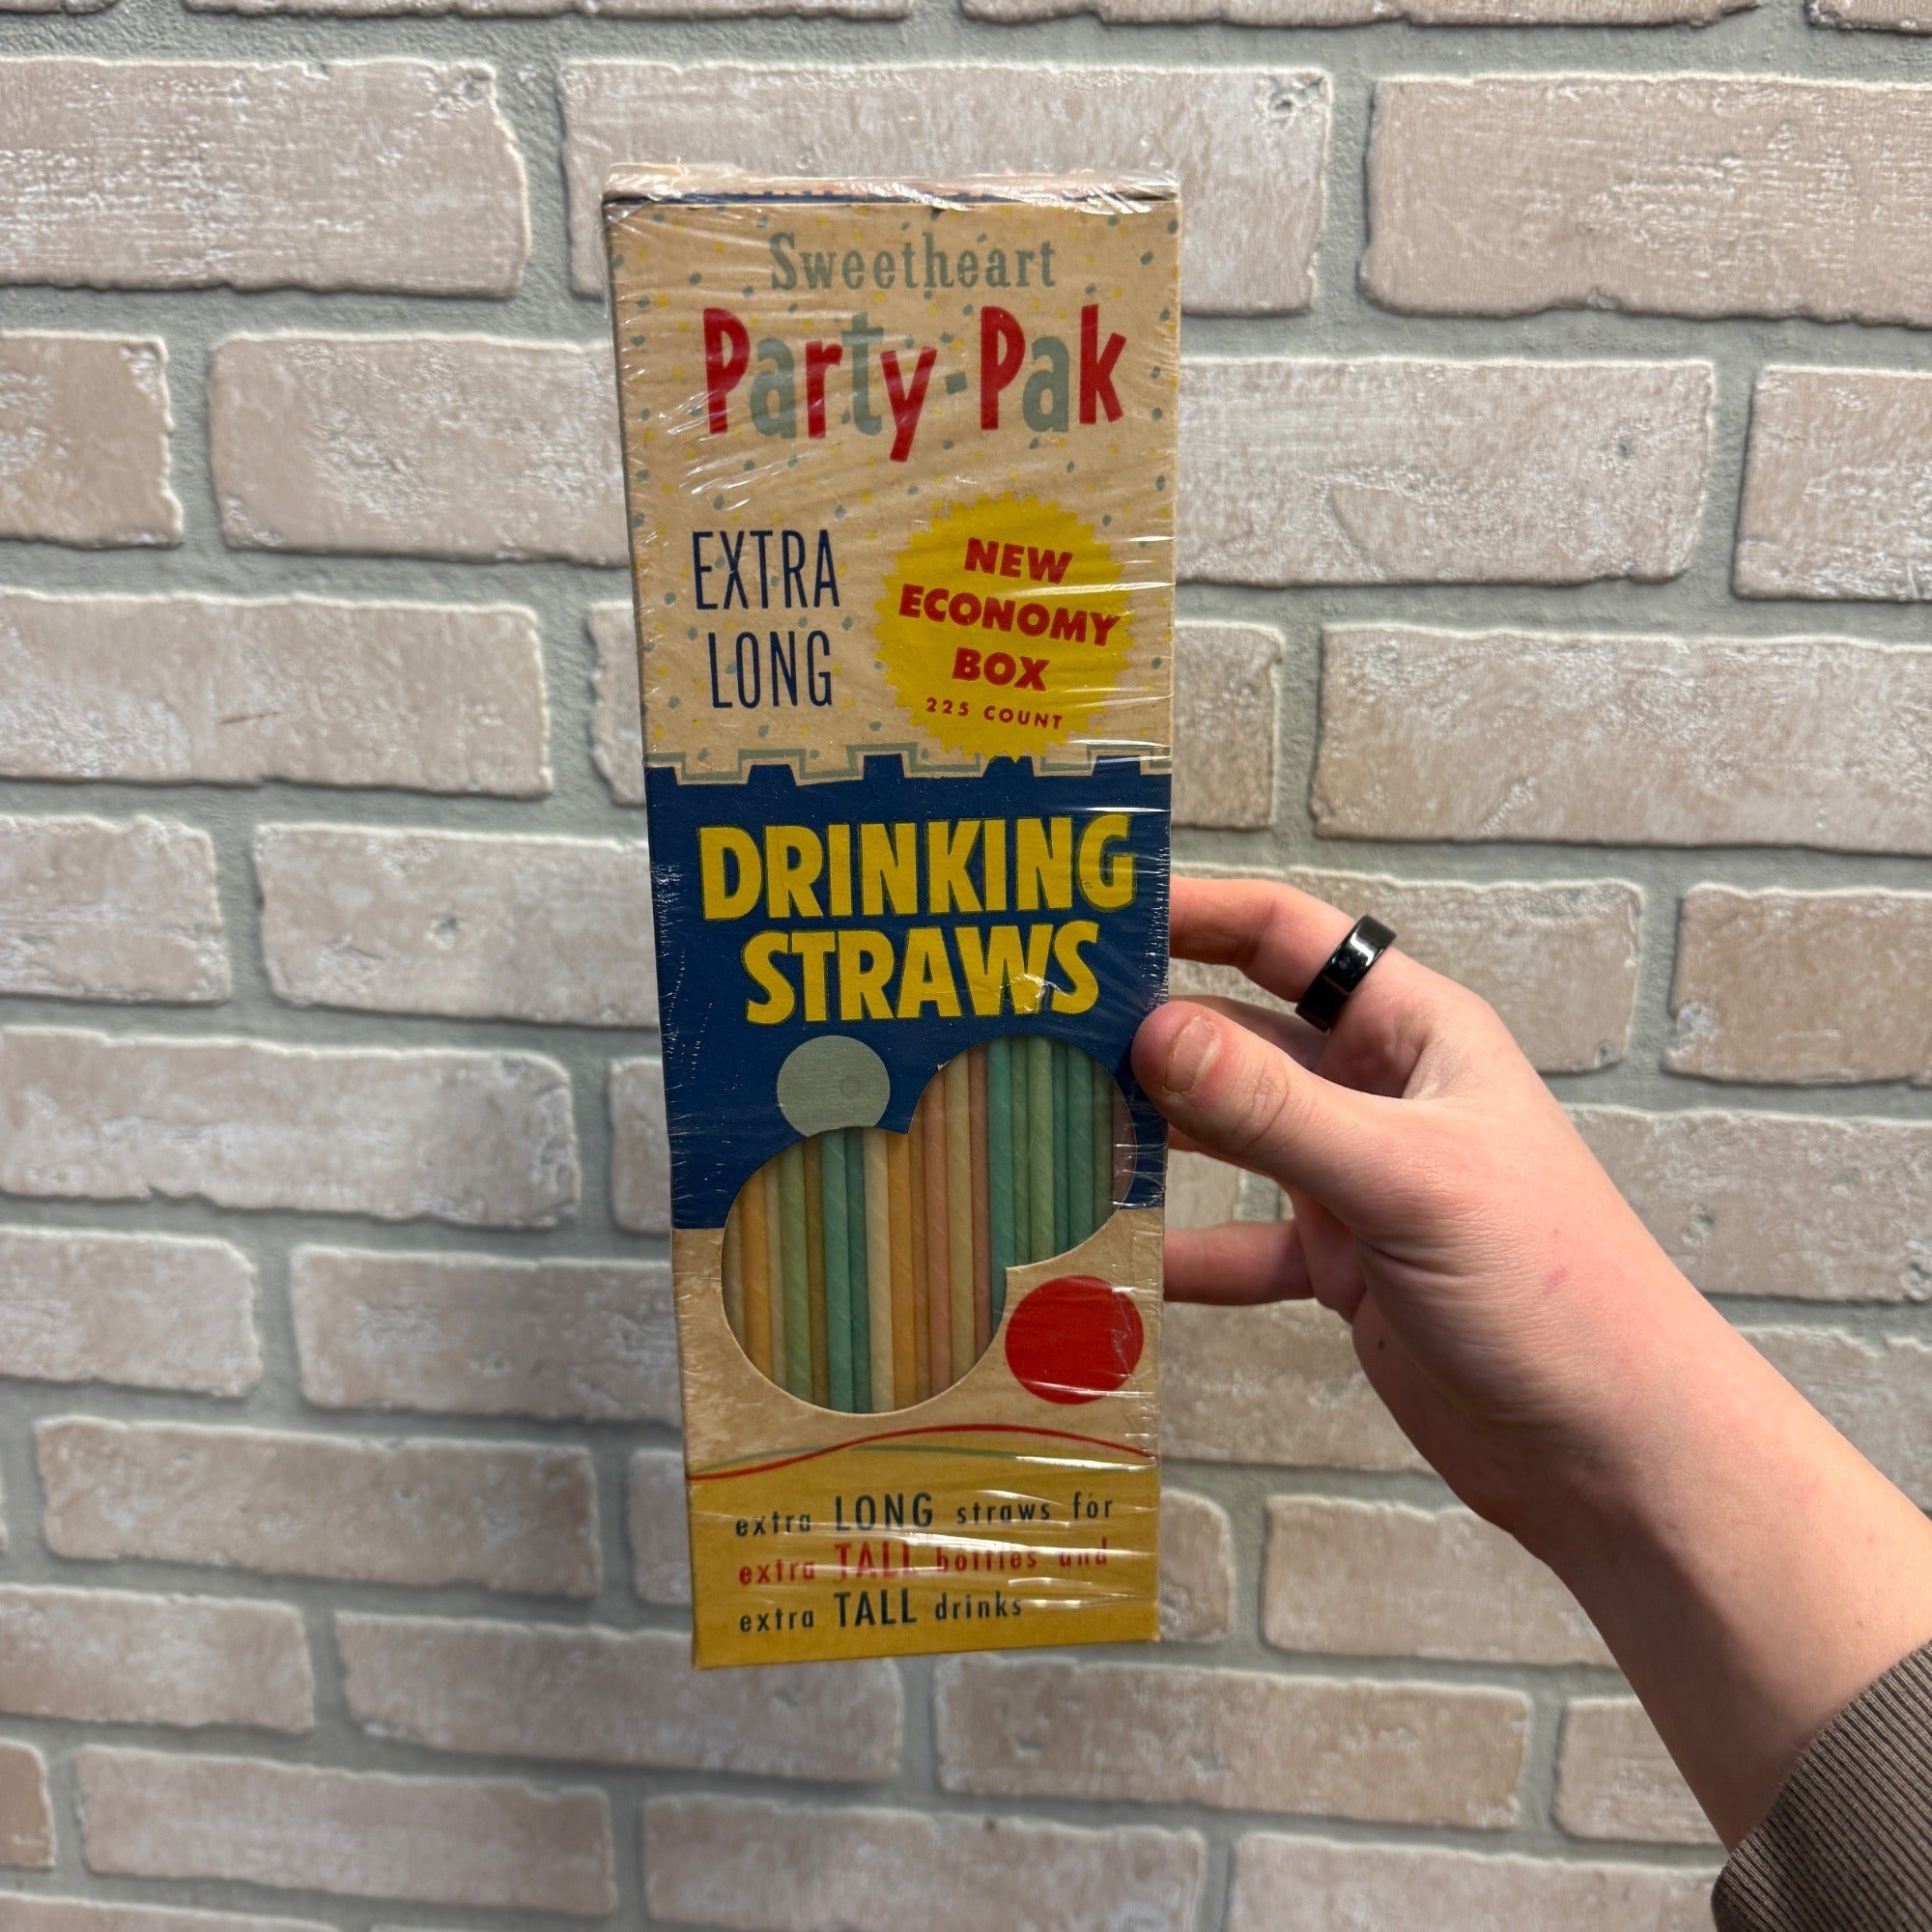 Sweetheart
Party-Pak
EXTRA
LONG
NEW
ECONOMY
BOX
225 COUNT
DRINKING
STRAWS
extra LONG straws for
extra TALL bottles and
extra TALL drinks